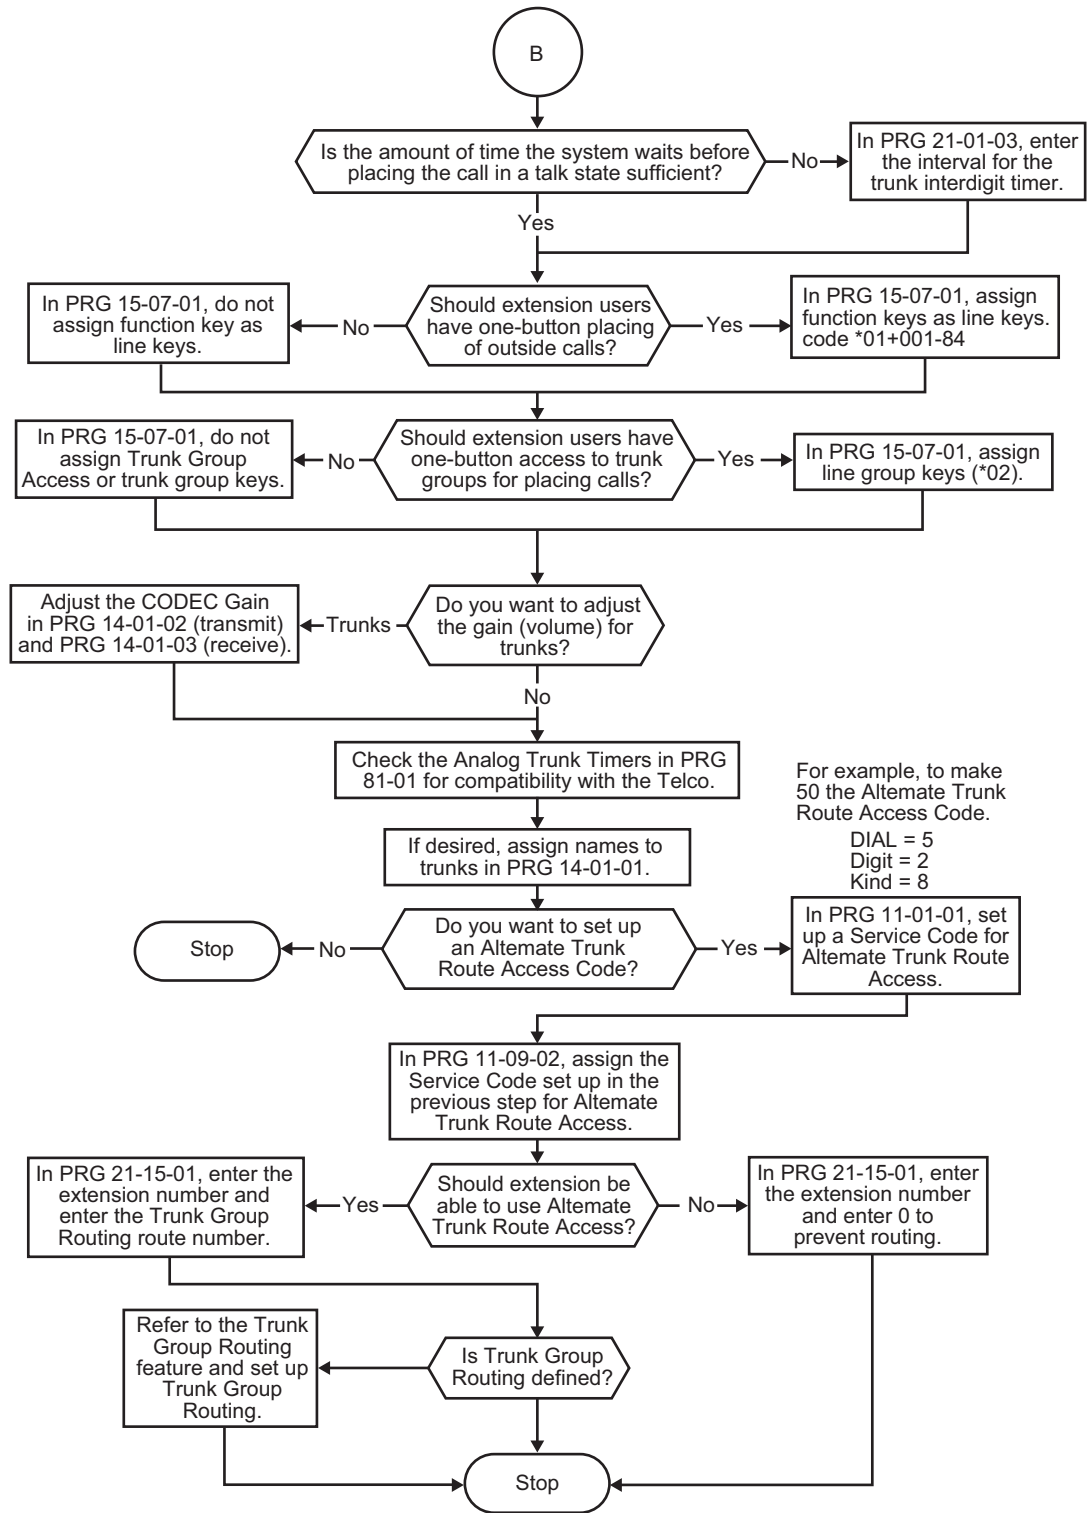 B
Is the amount of time the system waits before
placing the call in a talk state sufficient?
No
In PRG 21-01-03, enter
the interval for the
trunk interdigit timer.
Yes
In PRG 15-07-01, do not
assign function key as
line keys.
No
Should extension users
have one-button placing
of outside calls?
Yes
In PRG 15-07-01, assign
function keys as line keys.
code *01+001-84
In PRG 15-07-01, do not
assign Trunk Group
Access or trunk group keys.
No
Should extension users have
one-button access to trunk
groups for placing calls?
Yes
In PRG 15-07-01, assign
line group keys (*02).
Adjust the CODEC Gain
in PRG 14-01-02 (transmit)
and PRG 14-01-03 (receive).
Trunks
Do you want to adjust
the gain (volume) for
trunks?
No
Check the Analog Trunk Timers in PRG
81-01 for compatibility with the Telco.
For example, to make
50 the Alternate Trunk
Route Access Code.
DIAL = 5
Digit = 2
Kind = 8
If desired, assign names to
trunks in PRG 14-01-01.
Stop
No
Do you want to set up
an Alternate Trunk
Route Access Code?
Yes
In PRG 11-01-01, set
up a Service Code for
Alternate Trunk Route
Access.
In PRG 11-09-02, assign the
Service Code set up in the
previous step for Alternate
Trunk Route Access.
In PRG 21-15-01, enter the
extension number and
enter the Trunk Group
Routing route number.
Yes
Should extension be
able to use Alternate
Trunk Route Access?
No
In PRG 21-15-01, enter
the extension number
and enter 0 to
prevent routing.
Refer to the Trunk
Group Routing
feature and set up
Trunk Group
Routing.
Is Trunk Group
Routing defined?
Stop